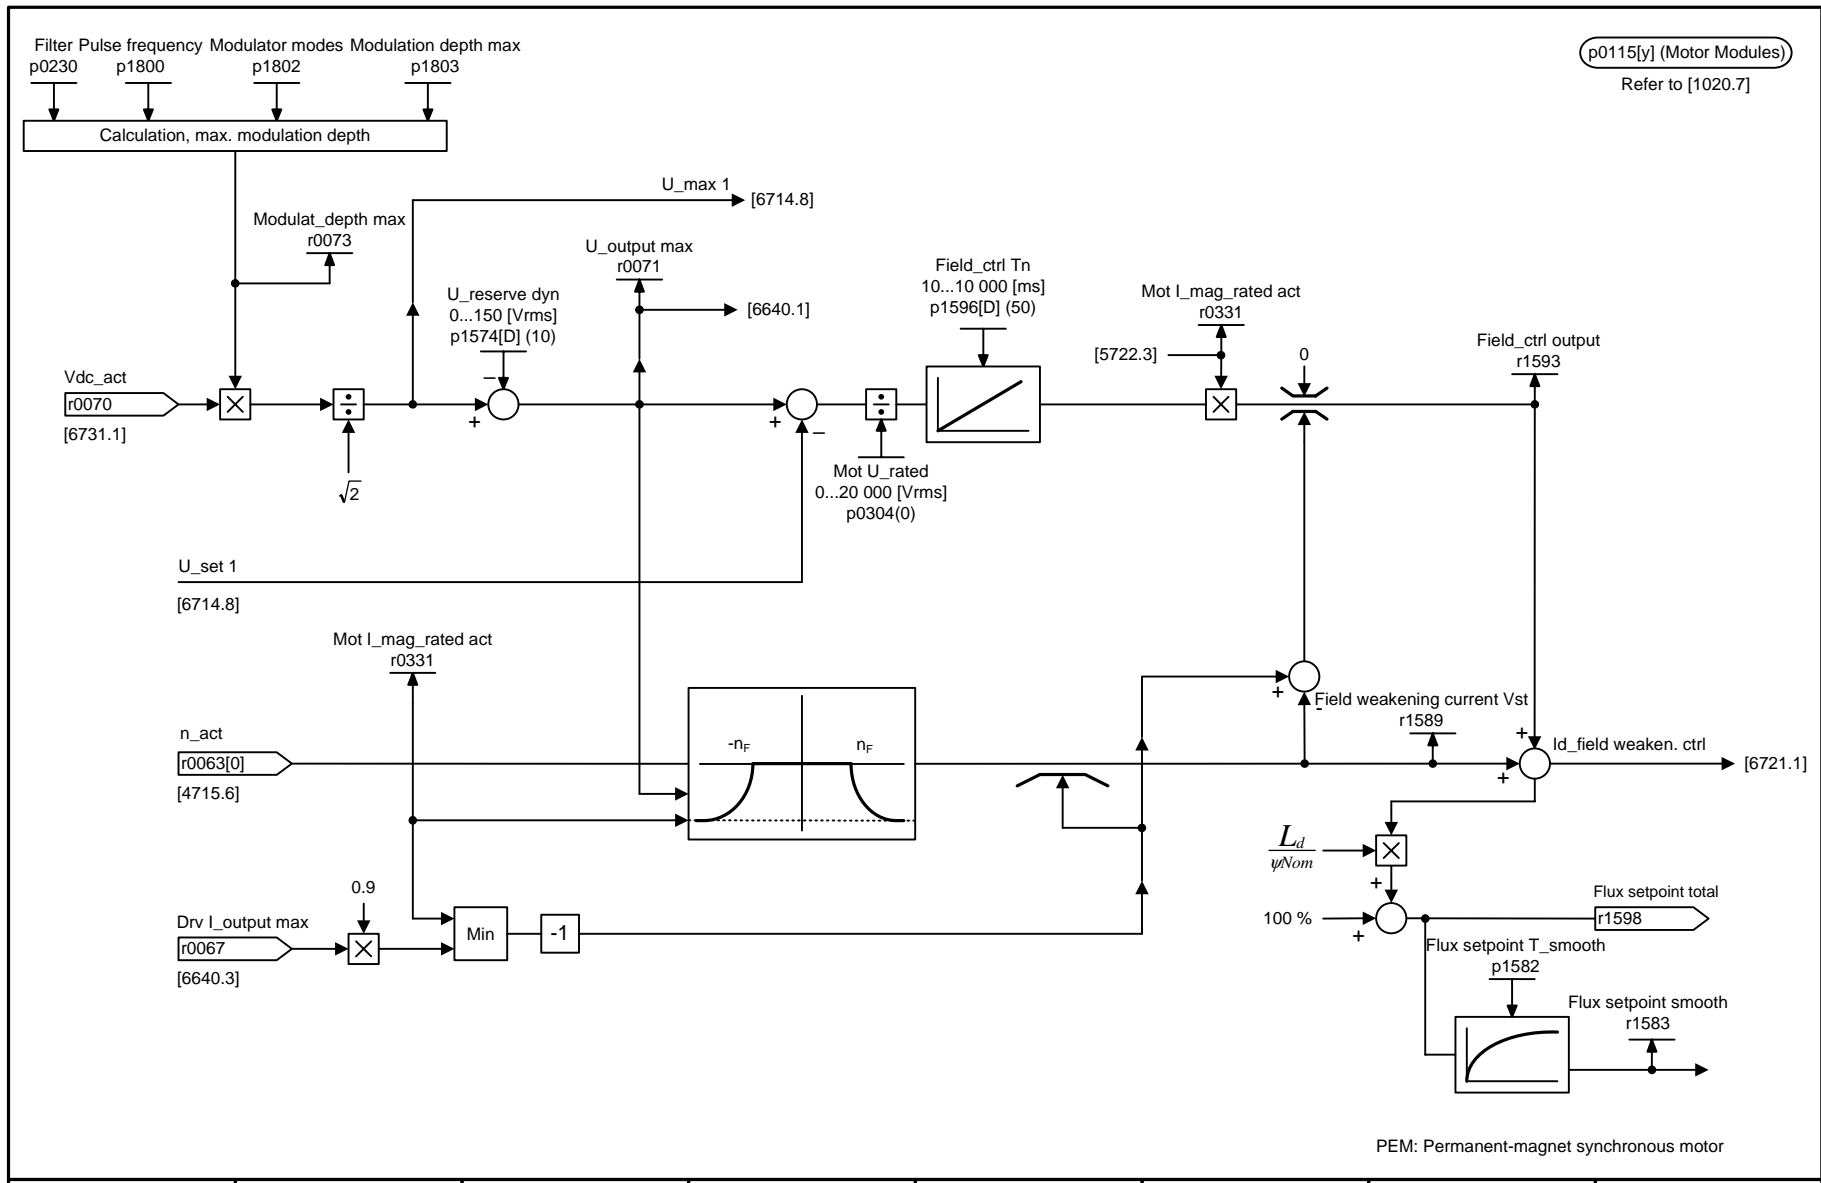 Filter Pulse frequency Modulator modes Modulation depth max
p0230 p1800 p1802 p1803
Calculation, max. modulation depth
p0115[y] (Motor Modules)
Refer to [1020.7]
U_max 1
[6714.8]
Modulat_depth max
r0073
U_output max
r0071
[6640.1]
U_reserve dyn
0...150 [Vrms]
p1574[D] (10)
Field_ctrl Tn
10...10 000 [ms]
p1596[D] (50)
Mot I_mag_rated act
r0331
[5722.3]
0
Field_ctrl output
r1593
Vdc_act
r0070
[6731.1]
×
÷
√2
+
–
+
–
÷
×
Mot U_rated
0...20 000 [Vrms]
p0304(0)
U_set 1
[6714.8]
Mot I_mag_rated act
r0331
n_act
r0063[0]
[4715.6]
-nF
nF
+
-
Field weakening current Vst
r1589
+
+
Id_field weaken. ctrl
[6721.1]
Ld
ψNom
×
+
100 %
+
Flux setpoint total
r1598
0.9
Drv I_output max
r0067
[6640.3]
×
Min
-1
Flux setpoint T_smooth
p1582
Flux setpoint smooth
r1583
PEM: Permanent-magnet synchronous motor